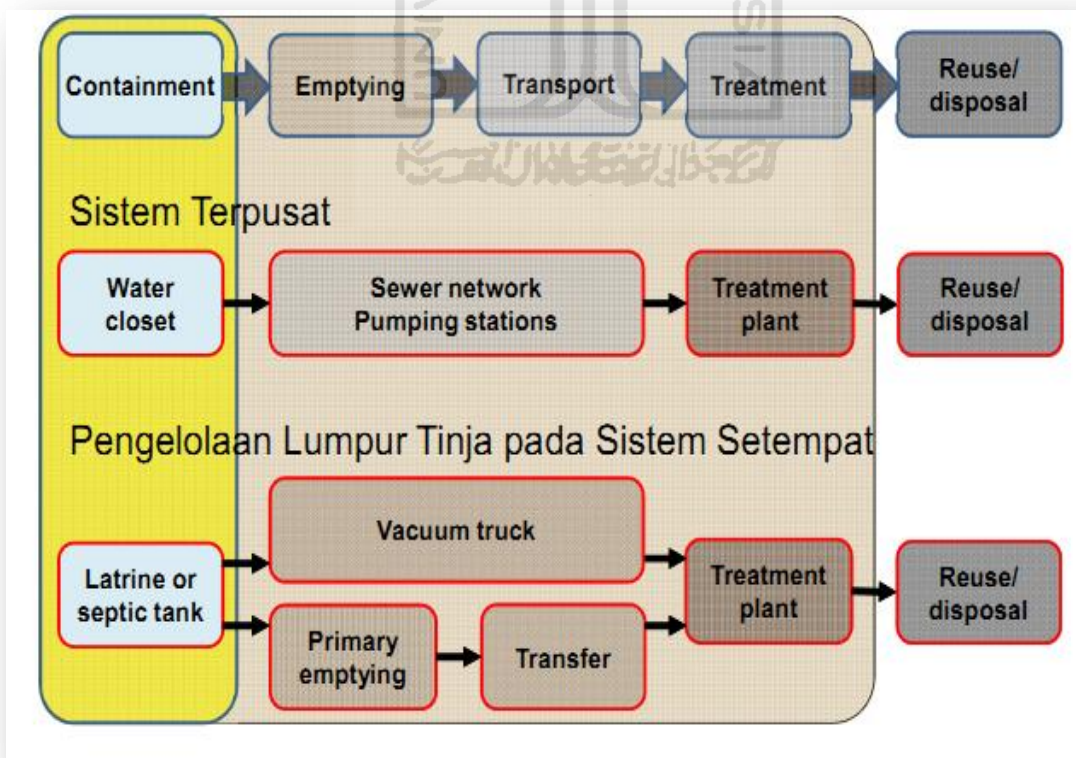 Containment
Emptying
Transport
Treatment
Reuse/
disposal
Sistem Terpusat
Water
closet
Sewer network
Pumping stations
Treatment
plant
Reuse/
disposal
Pengelolaan Lumpur Tinja pada Sistem Setempat
Latrine or
septic tank
Vacuum truck
Primary
emptying
Transfer
Treatment
plant
Reuse/
disposal